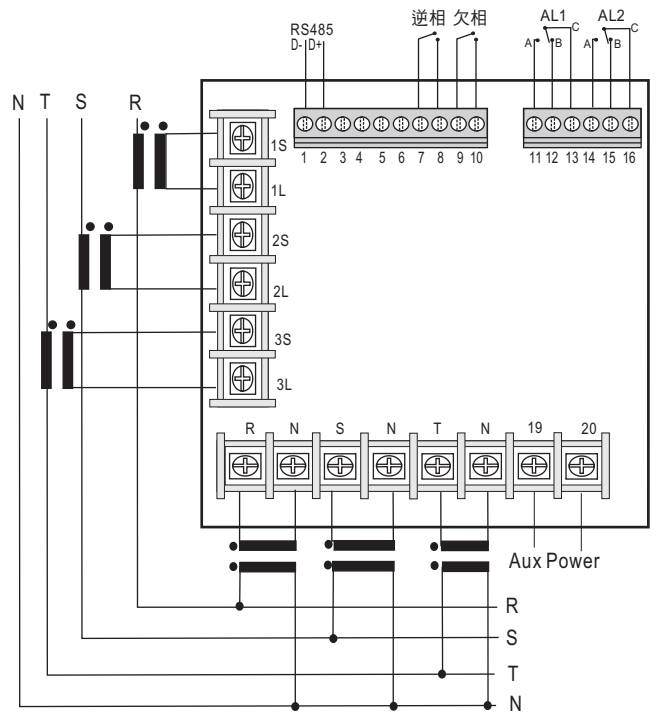 RS485
D- D+
逆相 欠相
AL1 AL2
A B C A B C
N T S R
1 2 3 4 5 6 7 8 9 10
11 12 13 14 15 16
1S
1L
2S
2L
3S
3L
R N S N T N 19 20
Aux Power
R
S
T
N